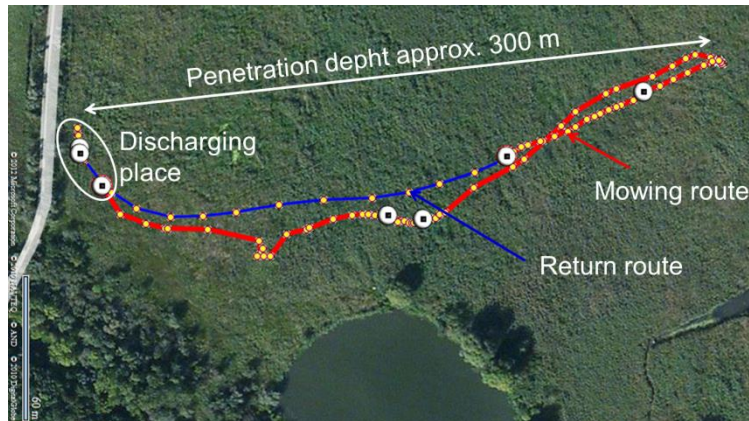 Penetration depht approx. 300 m
Discharging
place
Mowing route
Return route
60 m